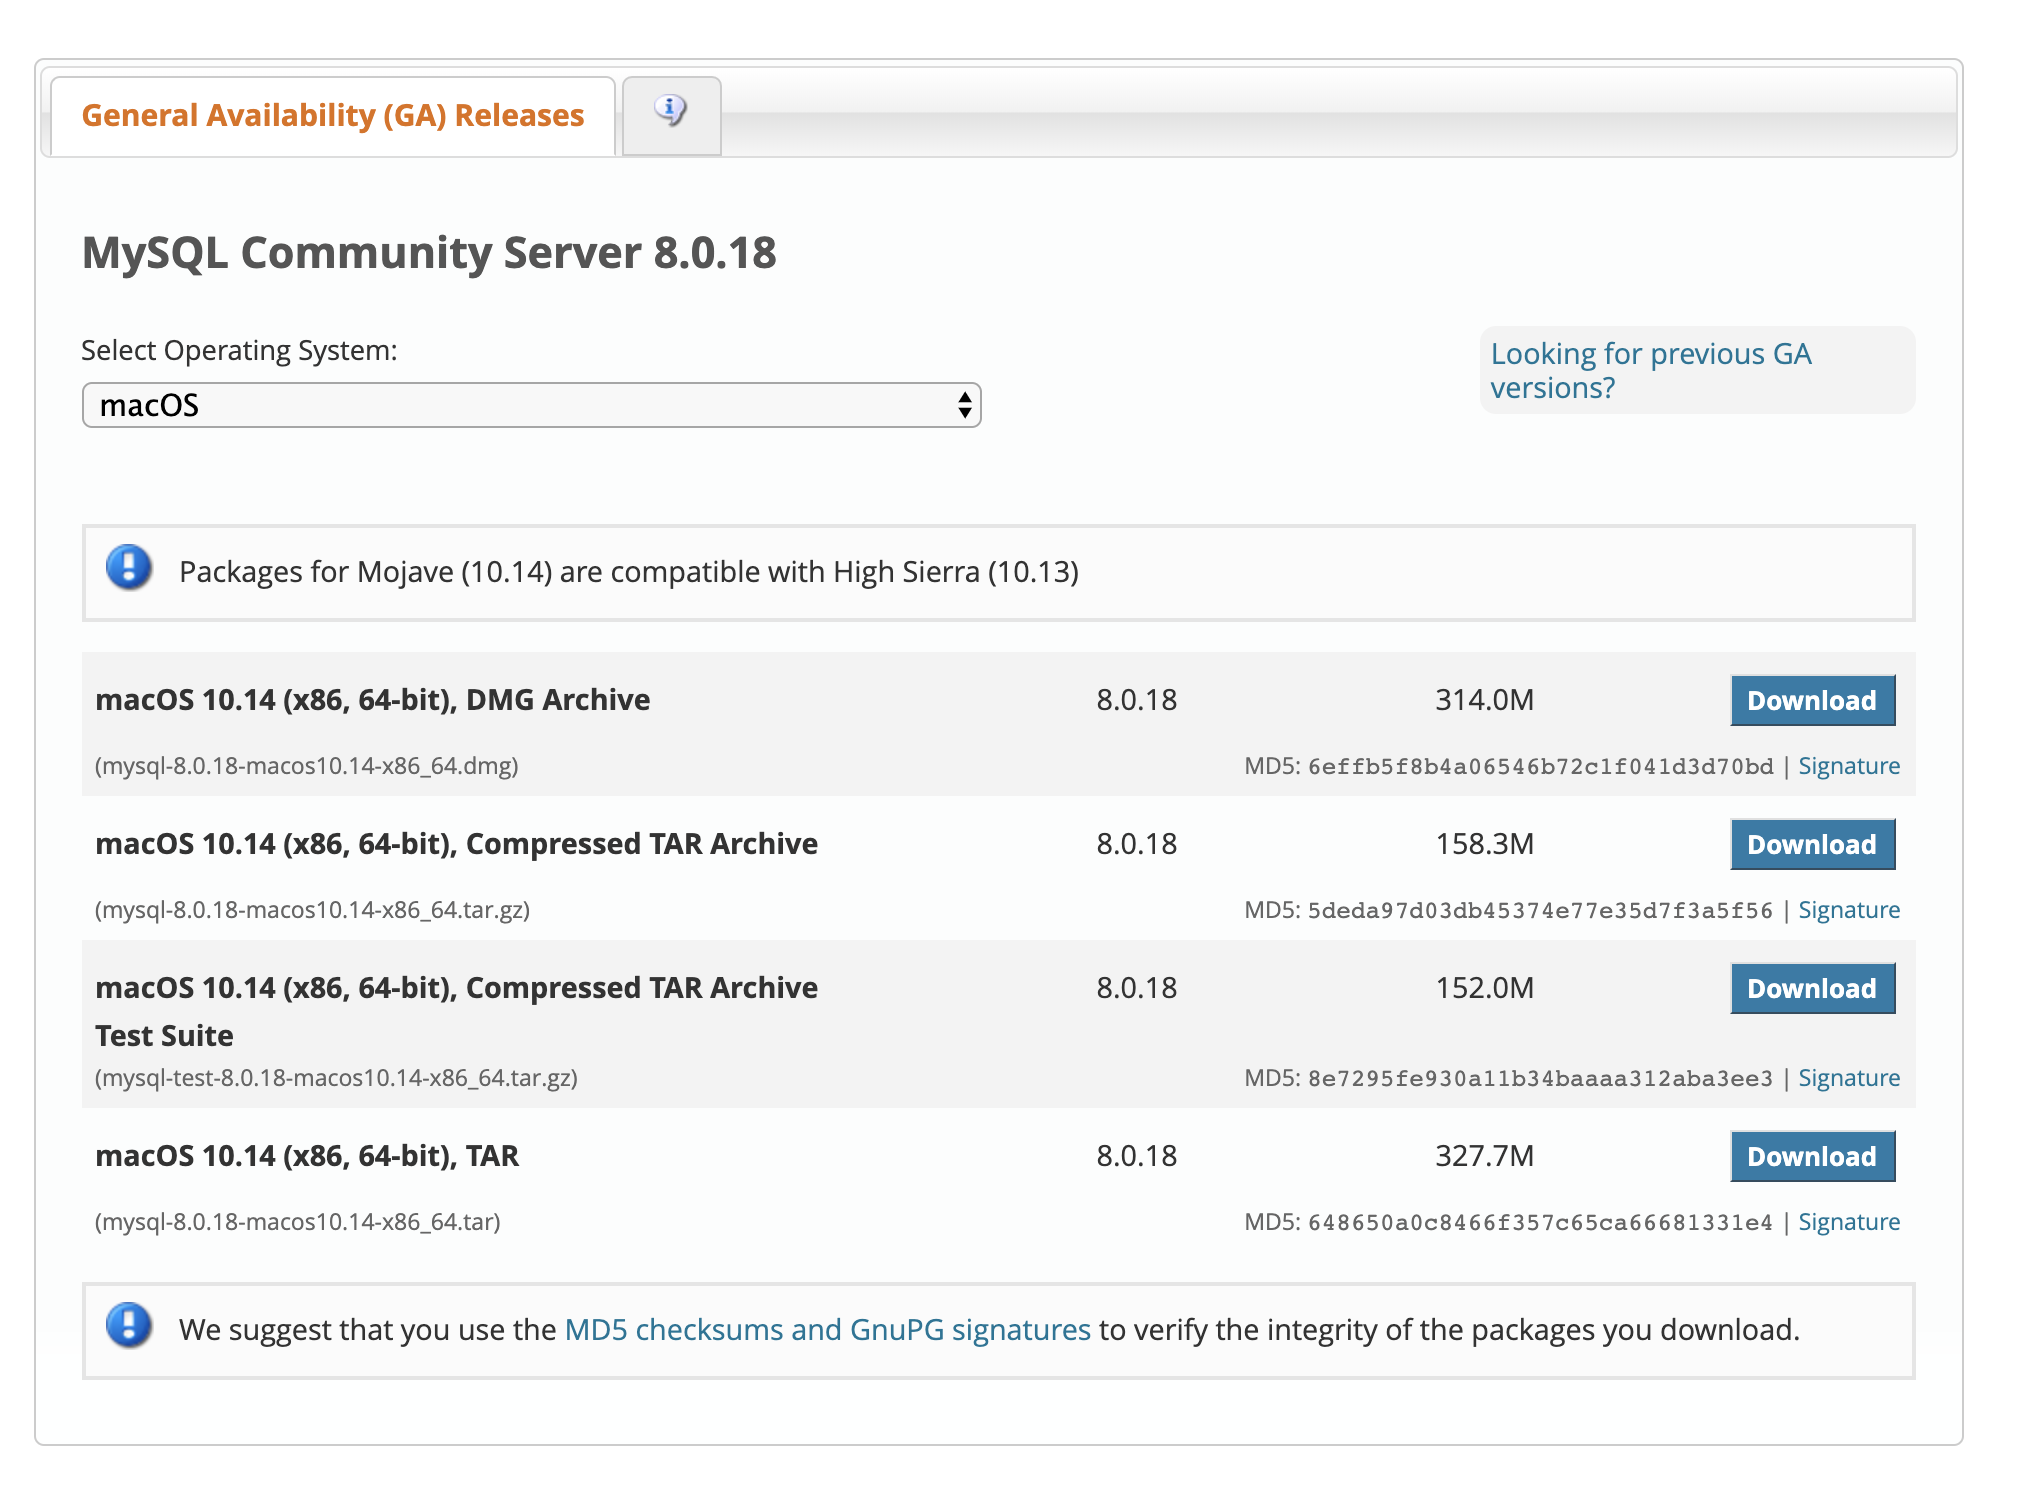 General Availability (GA) Releases
MySQL Community Server 8.0.18
Select Operating System:
macOS
Looking for previous GA
versions?
Packages for Mojave (10.14) are compatible with High Sierra (10.13)
macOS 10.14 (x86, 64-bit), DMG Archive 8.0.18 314.0M Download
(mysql-8.0.18-macos10.14-x86_64.dmg) MD5: 6effb5f8b4a06546b72c1f041d3d70bd | Signature
macOS 10.14 (x86, 64-bit), Compressed TAR Archive 8.0.18 158.3M Download
(mysql-8.0.18-macos10.14-x86_64.tar.gz) MD5: 5deda97d03db45374e77e35d7f3a5f56 | Signature
macOS 10.14 (x86, 64-bit), Compressed TAR Archive 8.0.18 152.0M Download
Test Suite
(mysql-test-8.0.18-macos10.14-x86_64.tar.gz) MD5: 8e7295fe930a11b34baaaa312aba3ee3 | Signature
macOS 10.14 (x86, 64-bit), TAR 8.0.18 327.7M Download
(mysql-8.0.18-macos10.14-x86_64.tar) MD5: 648650a0c8466f357c65ca66681331e4 | Signature
We suggest that you use the MD5 checksums and GnuPG signatures to verify the integrity of the packages you download.